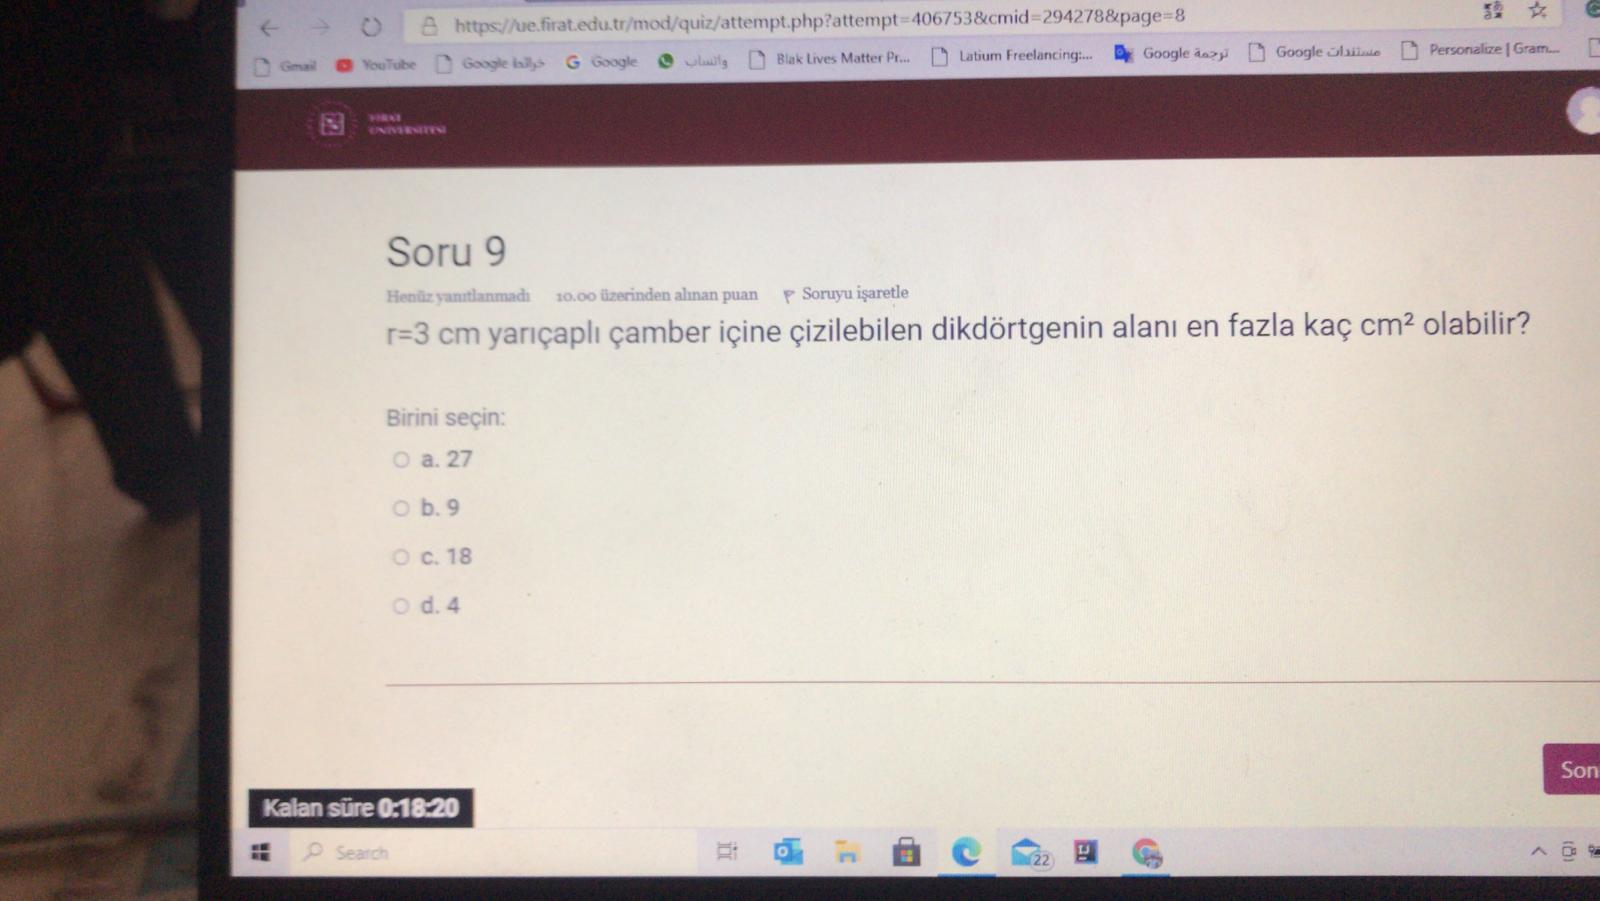 https://ue.firat.edu.tr/mod/quiz/attempt.php?attempt=406753&cmid=294278&page=8
Gmail YouTube خرائط Google Google واتساب Blak Lives Matter Pr... Latium Freelancing:... ترجمة Google مستندات Google Personalize | Gram...
FIRAT
ÜNİVERSİTESİ
Soru 9
Henüz yanıtlanmadı 10.00 üzerinden alınan puan Soruyu işaretle
r=3 cm yarıçaplı çamber içine çizilebilen dikdörtgenin alanı en fazla kaç cm² olabilir?
Birini seçin:
a. 27
b. 9
c. 18
d. 4
Son
Kalan süre 0:18:20
Search
22